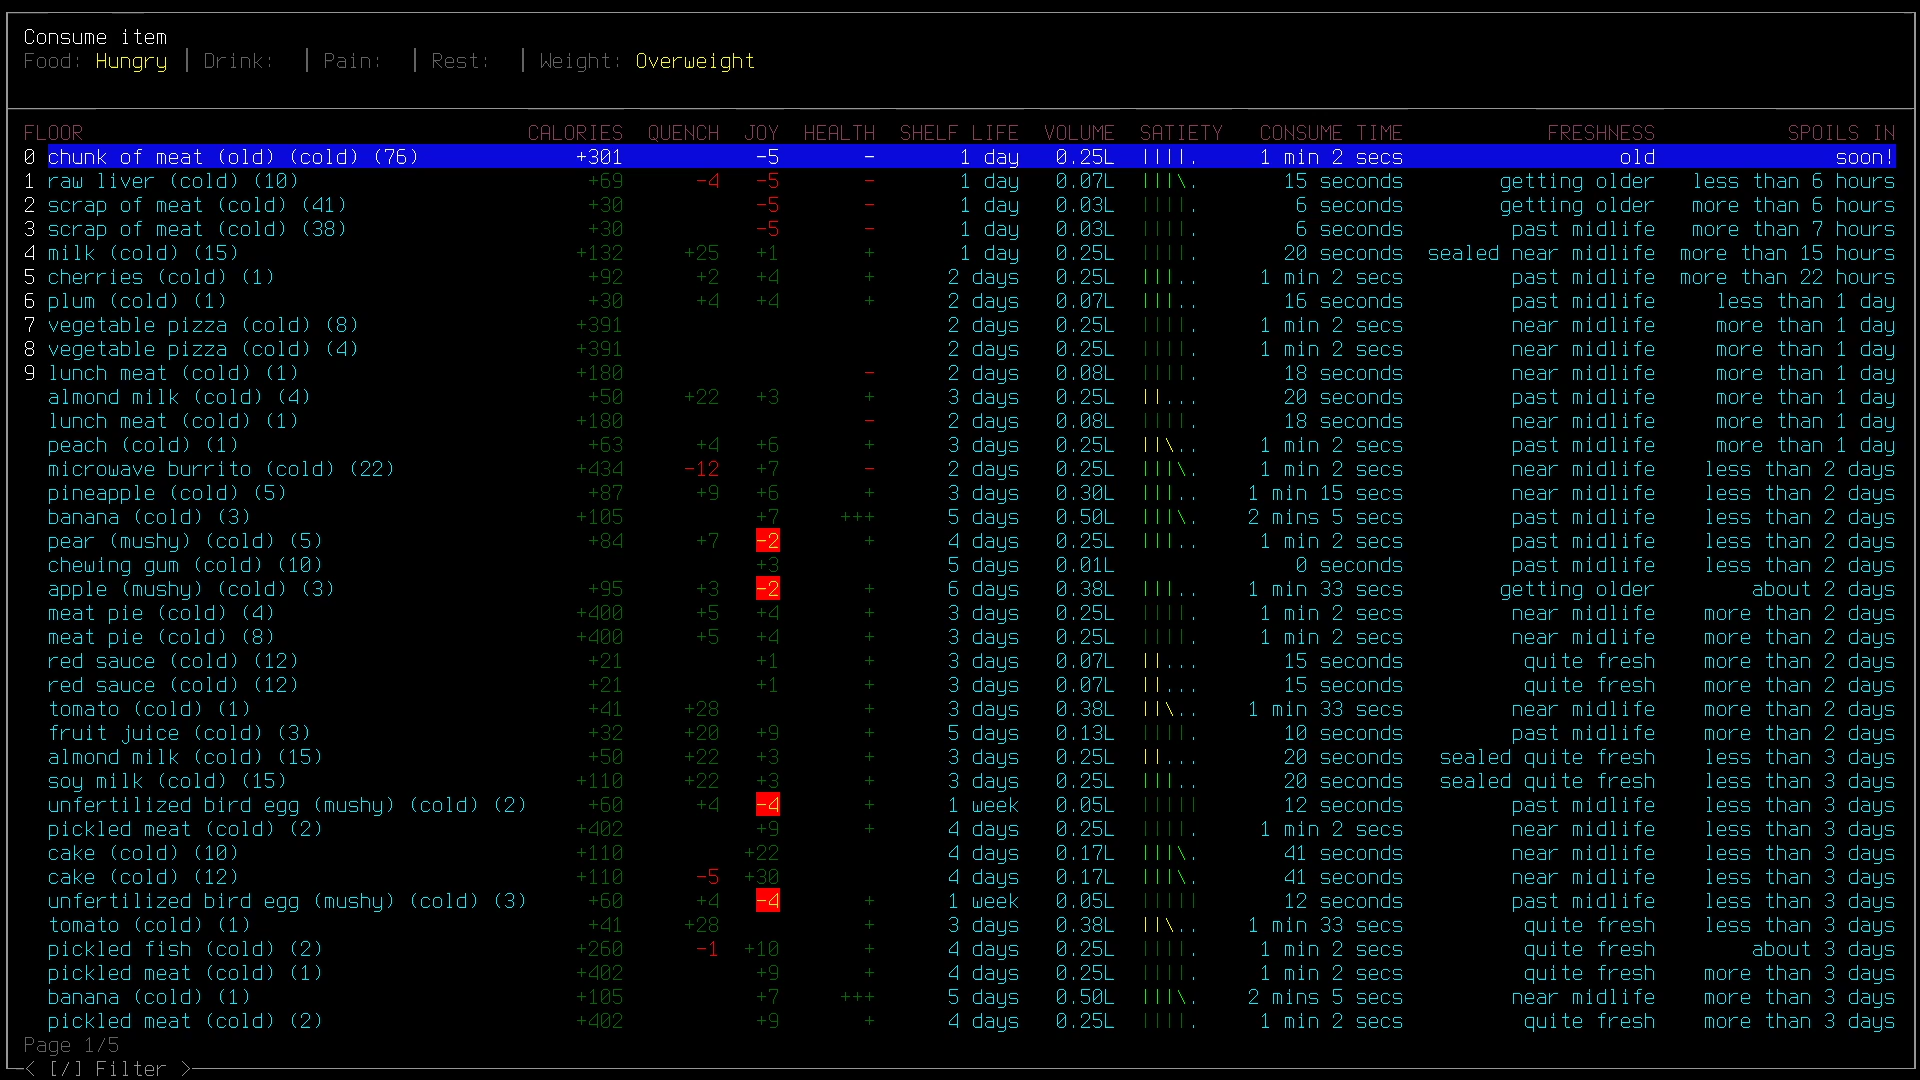 Consume item
Food: Hungry │ Drink: │ Pain: │ Rest: │ Weight: Overweight
FLOOR CALORIES QUENCH JOY HEALTH SHELF LIFE VOLUME SATIETY CONSUME TIME FRESHNESS SPOILS IN
0 chunk of meat (old) (cold) (76) +301 -5 - 1 day 0.25L ||||. 1 min 2 secs old soon!
1 raw liver (cold) (10) +69 -4 -5 - 1 day 0.07L |||\. 15 seconds getting older less than 6 hours
2 scrap of meat (cold) (41) +30 -5 - 1 day 0.03L ||||. 6 seconds getting older more than 6 hours
3 scrap of meat (cold) (38) +30 -5 - 1 day 0.03L ||||. 6 seconds past midlife more than 7 hours
4 milk (cold) (15) +132 +25 +1 + 1 day 0.25L ||||. 20 seconds sealed near midlife more than 15 hours
5 cherries (cold) (1) +92 +2 +4 + 2 days 0.25L |||.. 1 min 2 secs past midlife more than 22 hours
6 plum (cold) (1) +30 +4 +4 + 2 days 0.07L |||.. 16 seconds past midlife less than 1 day
7 vegetable pizza (cold) (8) +391 2 days 0.25L ||||. 1 min 2 secs near midlife more than 1 day
8 vegetable pizza (cold) (4) +391 2 days 0.25L ||||. 1 min 2 secs near midlife more than 1 day
9 lunch meat (cold) (1) +180 - 2 days 0.08L ||||. 18 seconds near midlife more than 1 day
almond milk (cold) (4) +50 +22 +3 + 2 days 0.25L ||... 20 seconds past midlife more than 1 day
lunch meat (cold) (1) +180 - 2 days 0.08L ||||. 18 seconds near midlife more than 1 day
peach (cold) (1) +63 +4 +6 + 3 days 0.25L ||\.. 1 min 2 secs past midlife more than 1 day
microwave burrito (cold) (22) +434 -12 +7 - 2 days 0.25L |||\. 1 min 2 secs near midlife less than 2 days
pineapple (cold) (5) +87 +9 +6 + 3 days 0.30L |||.. 1 min 15 secs near midlife less than 2 days
banana (cold) (3) +105 +7 +++ 5 days 0.50L |||\. 2 mins 5 secs past midlife less than 2 days
pear (mushy) (cold) (5) +84 +7 -2 + 4 days 0.25L |||.. 1 min 2 secs past midlife less than 2 days
chewing gum (cold) (10) +3 5 days 0.01L 0 seconds past midlife less than 2 days
apple (mushy) (cold) (3) +95 +3 -2 + 6 days 0.38L |||.. 1 min 33 secs getting older about 2 days
meat pie (cold) (4) +400 +5 +4 + 3 days 0.25L ||||. 1 min 2 secs near midlife more than 2 days
meat pie (cold) (8) +400 +5 +4 + 3 days 0.25L ||||. 1 min 2 secs near midlife more than 2 days
red sauce (cold) (12) +21 +1 + 3 days 0.07L ||... 15 seconds quite fresh more than 2 days
red sauce (cold) (12) +21 +1 + 3 days 0.07L ||... 15 seconds quite fresh more than 2 days
tomato (cold) (1) +41 +28 + 3 days 0.38L ||\.. 1 min 33 secs near midlife more than 2 days
fruit juice (cold) (3) +32 +20 +9 + 5 days 0.13L ||||. 10 seconds past midlife more than 2 days
almond milk (cold) (15) +50 +22 +3 + 3 days 0.25L ||... 20 seconds sealed quite fresh less than 3 days
soy milk (cold) (15) +110 +22 +3 + 3 days 0.25L |||.. 20 seconds sealed quite fresh less than 3 days
unfertilized bird egg (mushy) (cold) (2) +60 +4 -4 + 1 week 0.05L ||||| 12 seconds past midlife less than 3 days
pickled meat (cold) (2) +402 +9 + 4 days 0.25L ||||. 1 min 2 secs near midlife less than 3 days
cake (cold) (10) +110 +22 4 days 0.17L |||\. 41 seconds near midlife less than 3 days
cake (cold) (12) +110 -5 +30 4 days 0.17L |||\. 41 seconds near midlife less than 3 days
unfertilized bird egg (mushy) (cold) (3) +60 +4 -4 + 1 week 0.05L ||||| 12 seconds past midlife less than 3 days
tomato (cold) (1) +41 +28 + 3 days 0.38L ||\.. 1 min 33 secs quite fresh less than 3 days
pickled fish (cold) (2) +260 -1 +10 + 4 days 0.25L ||||. 1 min 2 secs quite fresh about 3 days
pickled meat (cold) (1) +402 +9 + 4 days 0.25L ||||. 1 min 2 secs quite fresh more than 3 days
banana (cold) (1) +105 +7 +++ 5 days 0.50L |||\. 2 mins 5 secs near midlife more than 3 days
pickled meat (cold) (2) +402 +9 + 4 days 0.25L ||||. 1 min 2 secs quite fresh more than 3 days
Page 1/5
< [/] Filter >